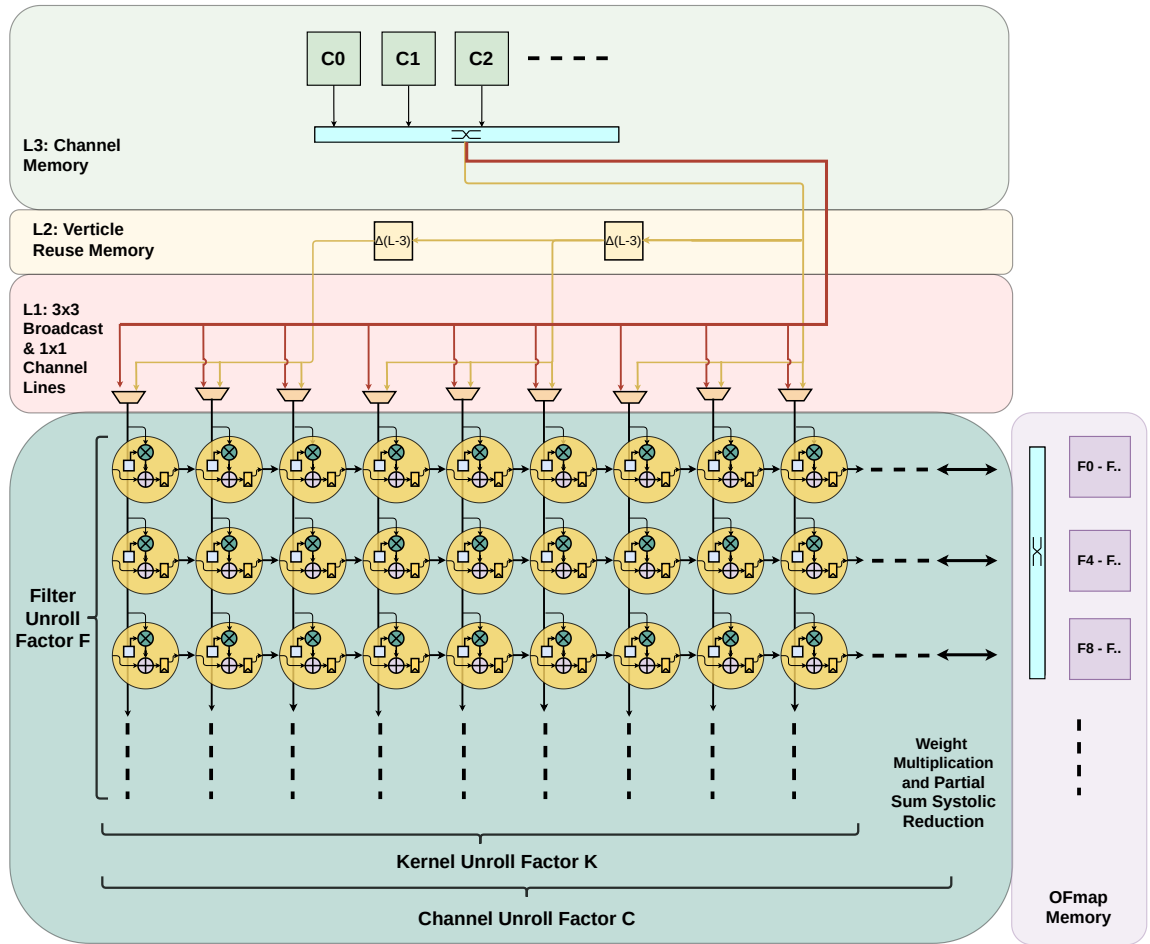 C0
C1
C2
L3: Channel
Memory
L2: Verticle
Reuse Memory
Δ(L-3)
Δ(L-3)
L1: 3x3
Broadcast
& 1x1
Channel
Lines
Filter
Unroll
Factor F
F0 - F..
F4 - F..
F8 - F..
Weight
Multiplication
and Partial
Sum Systolic
Reduction
Kernel Unroll Factor K
Channel Unroll Factor C
OFmap
Memory